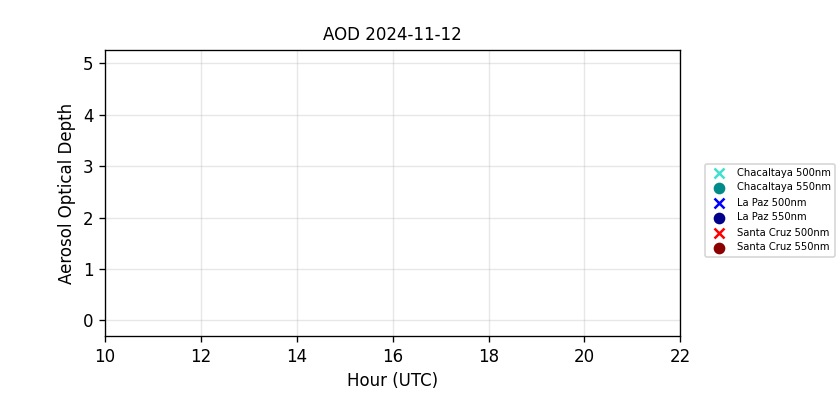 AOD 2024-11-12
5
4
3
2
1
0
Aerosol Optical Depth
10 12 14 16 18 20 22
Hour (UTC)
Chacaltaya 500nm
Chacaltaya 550nm
La Paz 500nm
La Paz 550nm
Santa Cruz 500nm
Santa Cruz 550nm